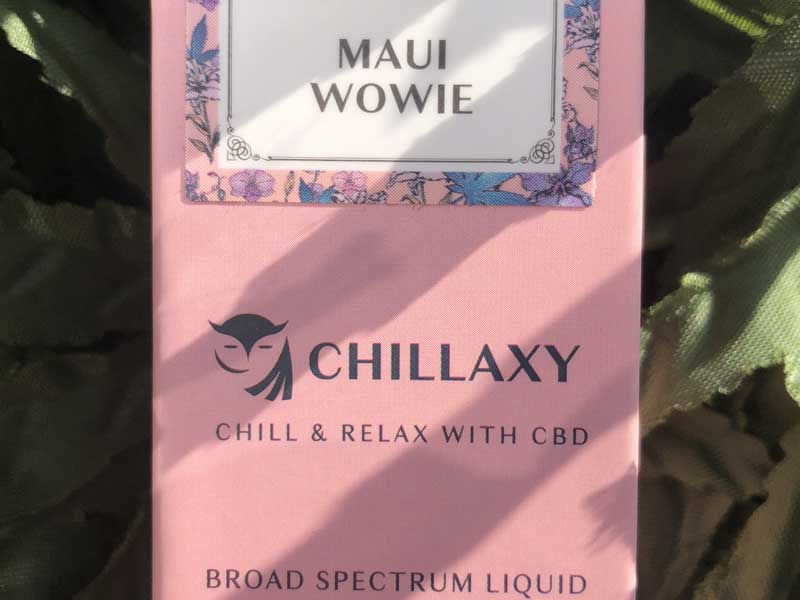 MAUI
WOWIE
CHILLAXY
CHILL & RELAX WITH CBD
BROAD SPECTRUM LIQUID